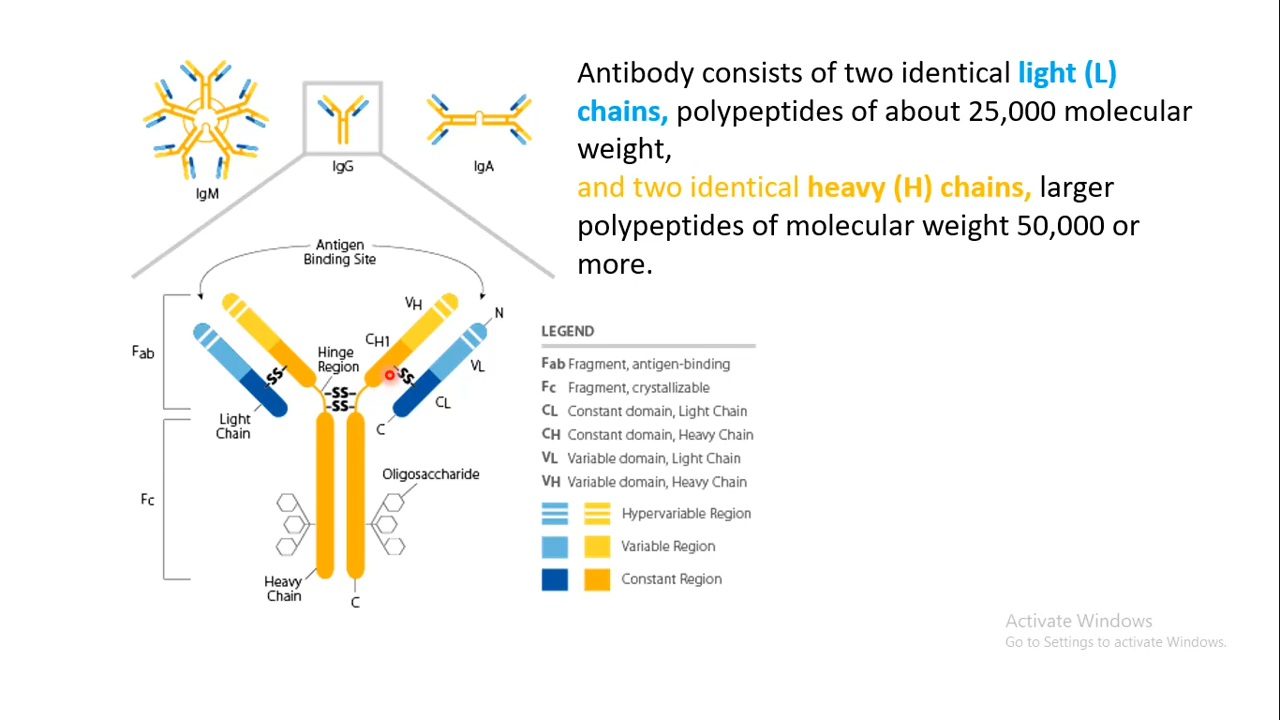 Antibody consists of two identical light (L)
chains, polypeptides of about 25,000 molecular
weight,
and two identical heavy (H) chains, larger
polypeptides of molecular weight 50,000 or
more.
IgM
IgG
IgA
Antigen
Binding Site
Fab
Fc
VH
CH1
N
VL
CL
C
Hinge
Region
-SS-
-SS-
-SS-
-SS-
Light
Chain
Oligosaccharide
Heavy
Chain
C
LEGEND
Fab Fragment, antigen-binding
Fc Fragment, crystallizable
CL Constant domain, Light Chain
CH Constant domain, Heavy Chain
VL Variable domain, Light Chain
VH Variable domain, Heavy Chain
Hypervariable Region
Variable Region
Constant Region
Activate Windows
Go to Settings to activate Windows.